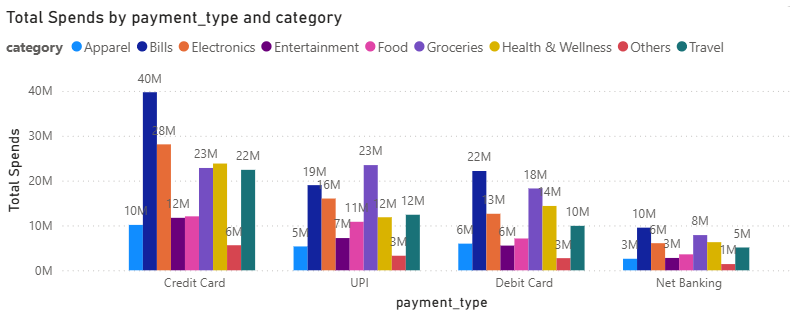 Total Spends by payment_type and category
category Apparel Bills Electronics Entertainment Food Groceries Health & Wellness Others Travel
40M
30M
20M
10M
0M
Total Spends
10M 40M 28M 12M 23M 6M 22M
5M 19M 16M 7M 11M 23M 12M 3M 12M
6M 22M 13M 6M 18M 14M 3M 10M
3M 10M 6M 3M 8M 1M 5M
Credit Card UPI Debit Card Net Banking
payment_type